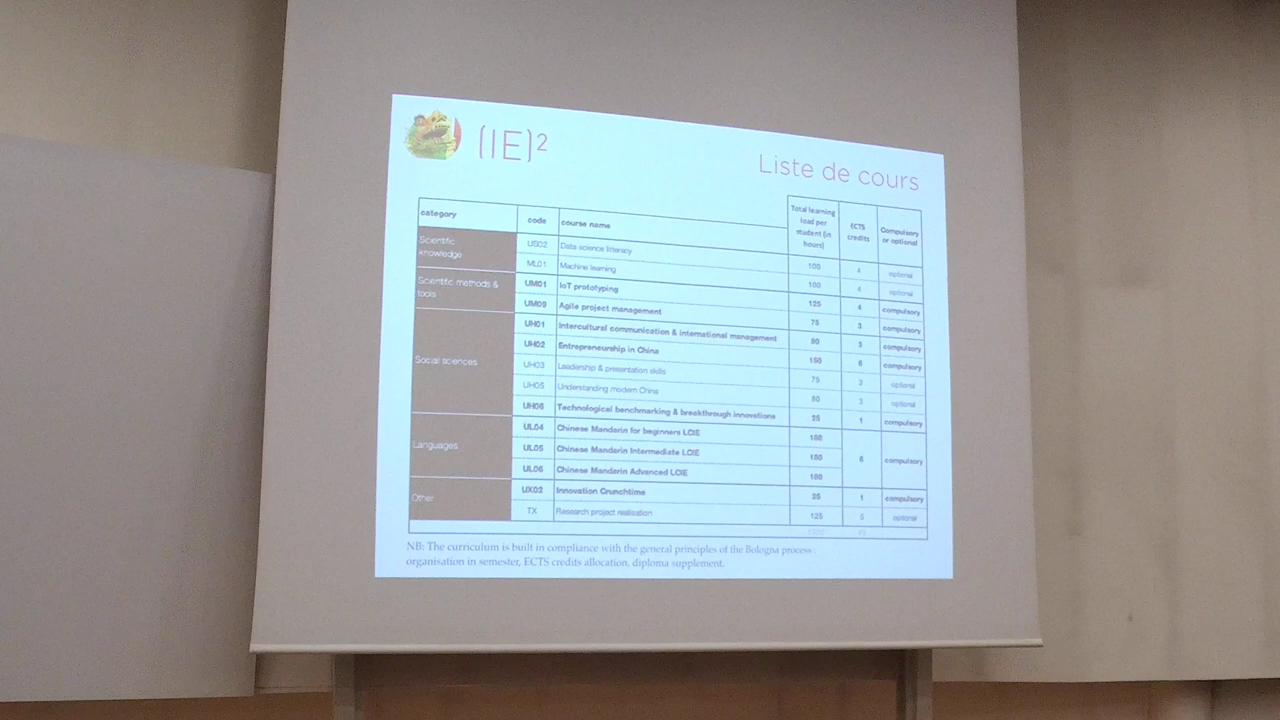 (IE)²
Liste de cours
category code course name Total learning load per student (in hours) ECTS credits Compulsory or optional
Scientific knowledge
US02 Data science literacy 100 4 optional
ML01 Machine learning 100 4 optional
Scientific methods & tools
UM01 IoT prototyping 125 4 compulsory
UM09 Agile project management 75 3 compulsory
Social sciences
UH01 Intercultural communication & international management 80 3 compulsory
UH02 Entrepreneurship in China 150 6 compulsory
UH03 Leadership & presentation skills 75 3 optional
UH05 Understanding modern China 80 3 optional
UH06 Technological benchmarking & breakthrough innovations 25 1 compulsory
Languages
UL04 Chinese Mandarin for beginners LCIE 180
UL05 Chinese Mandarin Intermediate LCIE 180 6 compulsory
UL06 Chinese Mandarin Advanced LCIE 180
Other
UX02 Innovation Crunchtime 25 1 compulsory
TX Research project realisation 125 5 optional
NB: The curriculum is built in compliance with the general principles of the Bologna process :
organisation in semester, ECTS credits allocation, diploma supplement.